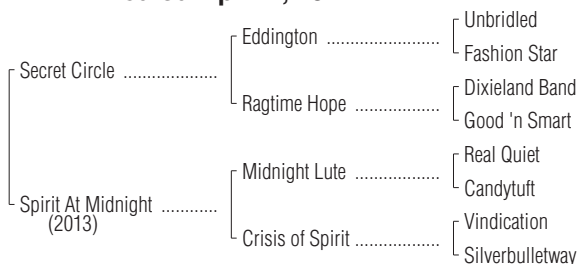 Unbridled
Eddington ........................
Fashion Star
Secret Circle ...................
Dixieland Band
Ragtime Hope .................
Good 'n Smart
Real Quiet
Midnight Lute .................
Candytuft
Spirit At Midnight ............
(2013)
Vindication
Crisis of Spirit .................
Silverbulletway